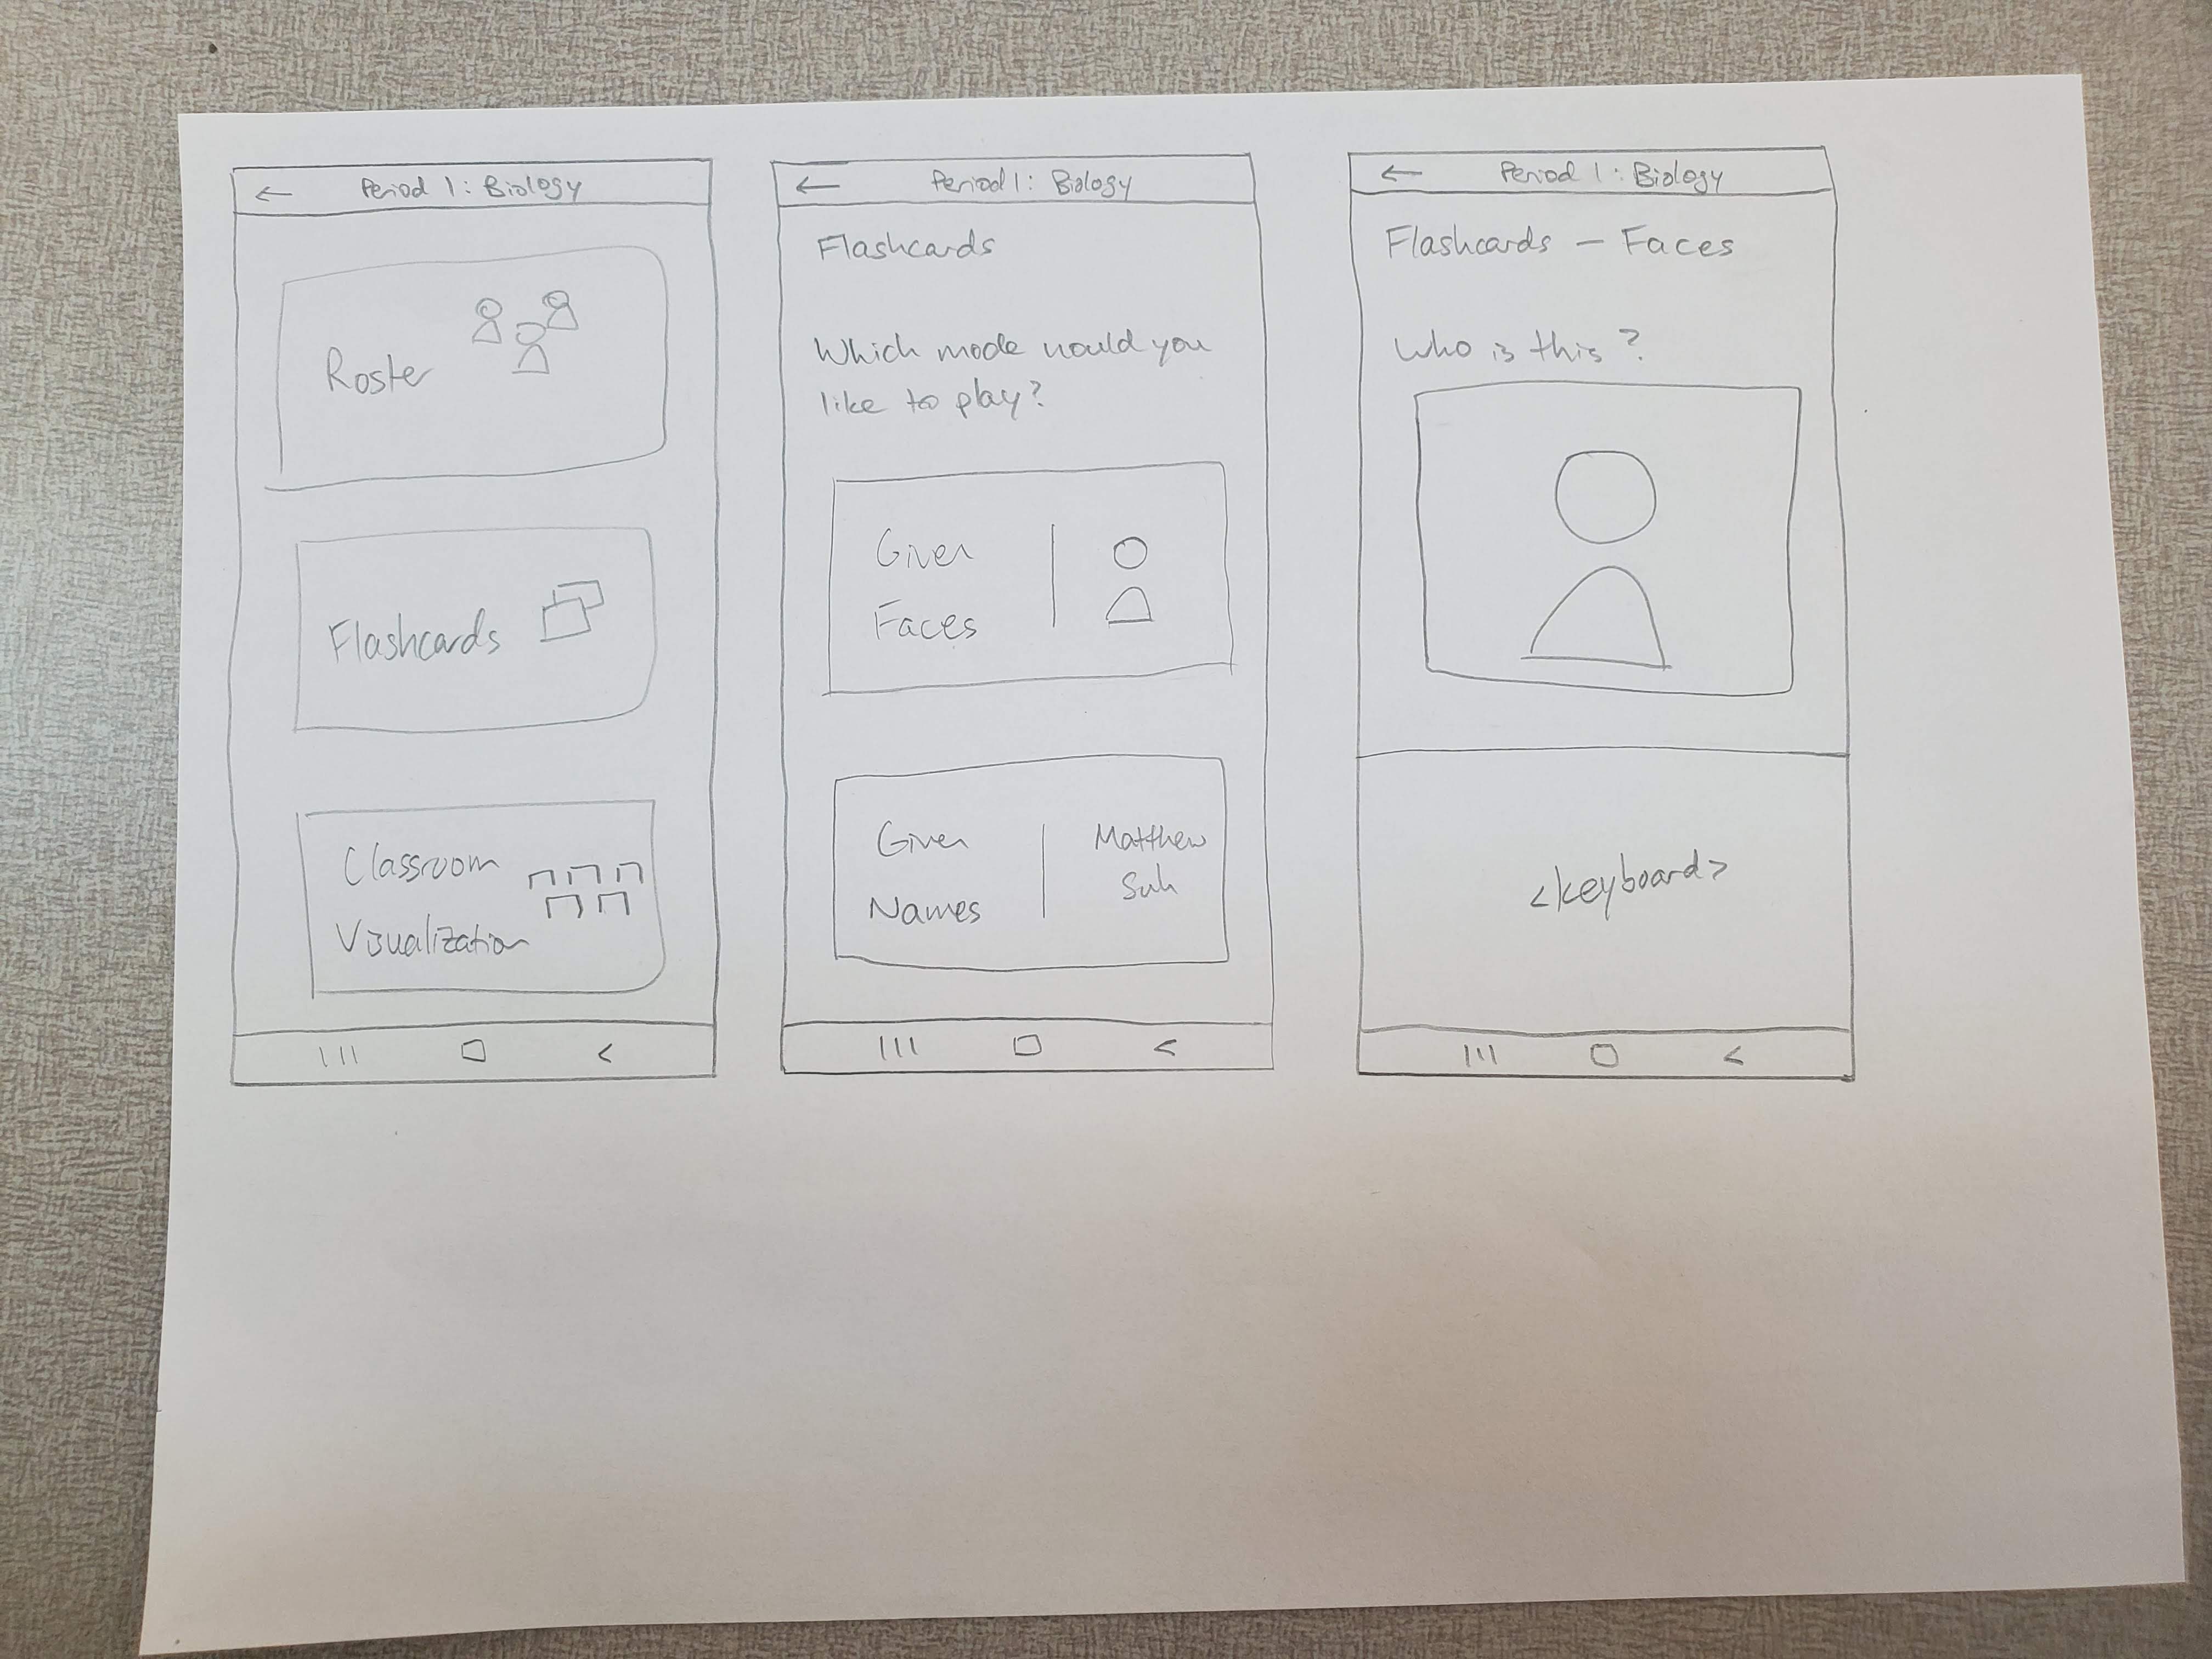 ← Period 1: Biology
Roster
Flashcards
Classroom
Visualization
← Period 1: Biology
Flashcards
Which mode would you
like to play?
Given
Faces
Given
Names
Matthew
Suh
← Period 1: Biology
Flashcards – Faces
Who is this?
<keyboard>